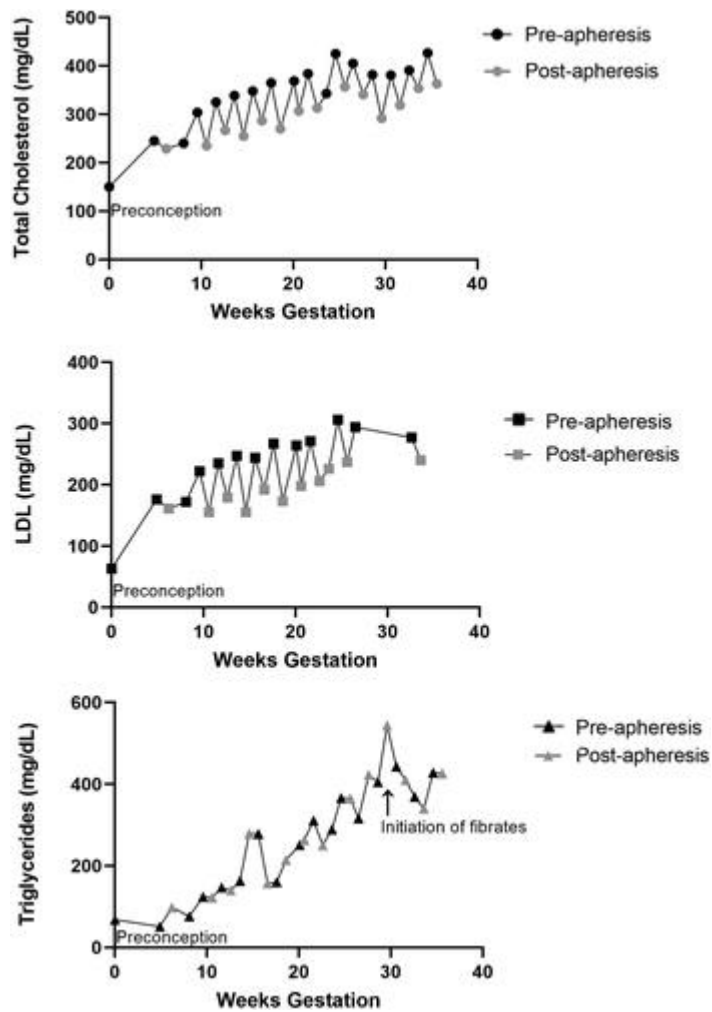 Total Cholesterol (mg/dL)
500
400
300
200
100
0
Preconception
0 10 20 30 40
Weeks Gestation
Pre-apheresis
Post-apheresis
LDL (mg/dL)
400
300
200
100
0
Preconception
0 10 20 30 40
Weeks Gestation
Pre-apheresis
Post-apheresis
Triglycerides (mg/dL)
600
400
200
0
Initiation of fibrates
Preconception
0 10 20 30 40
Weeks Gestation
Pre-apheresis
Post-apheresis